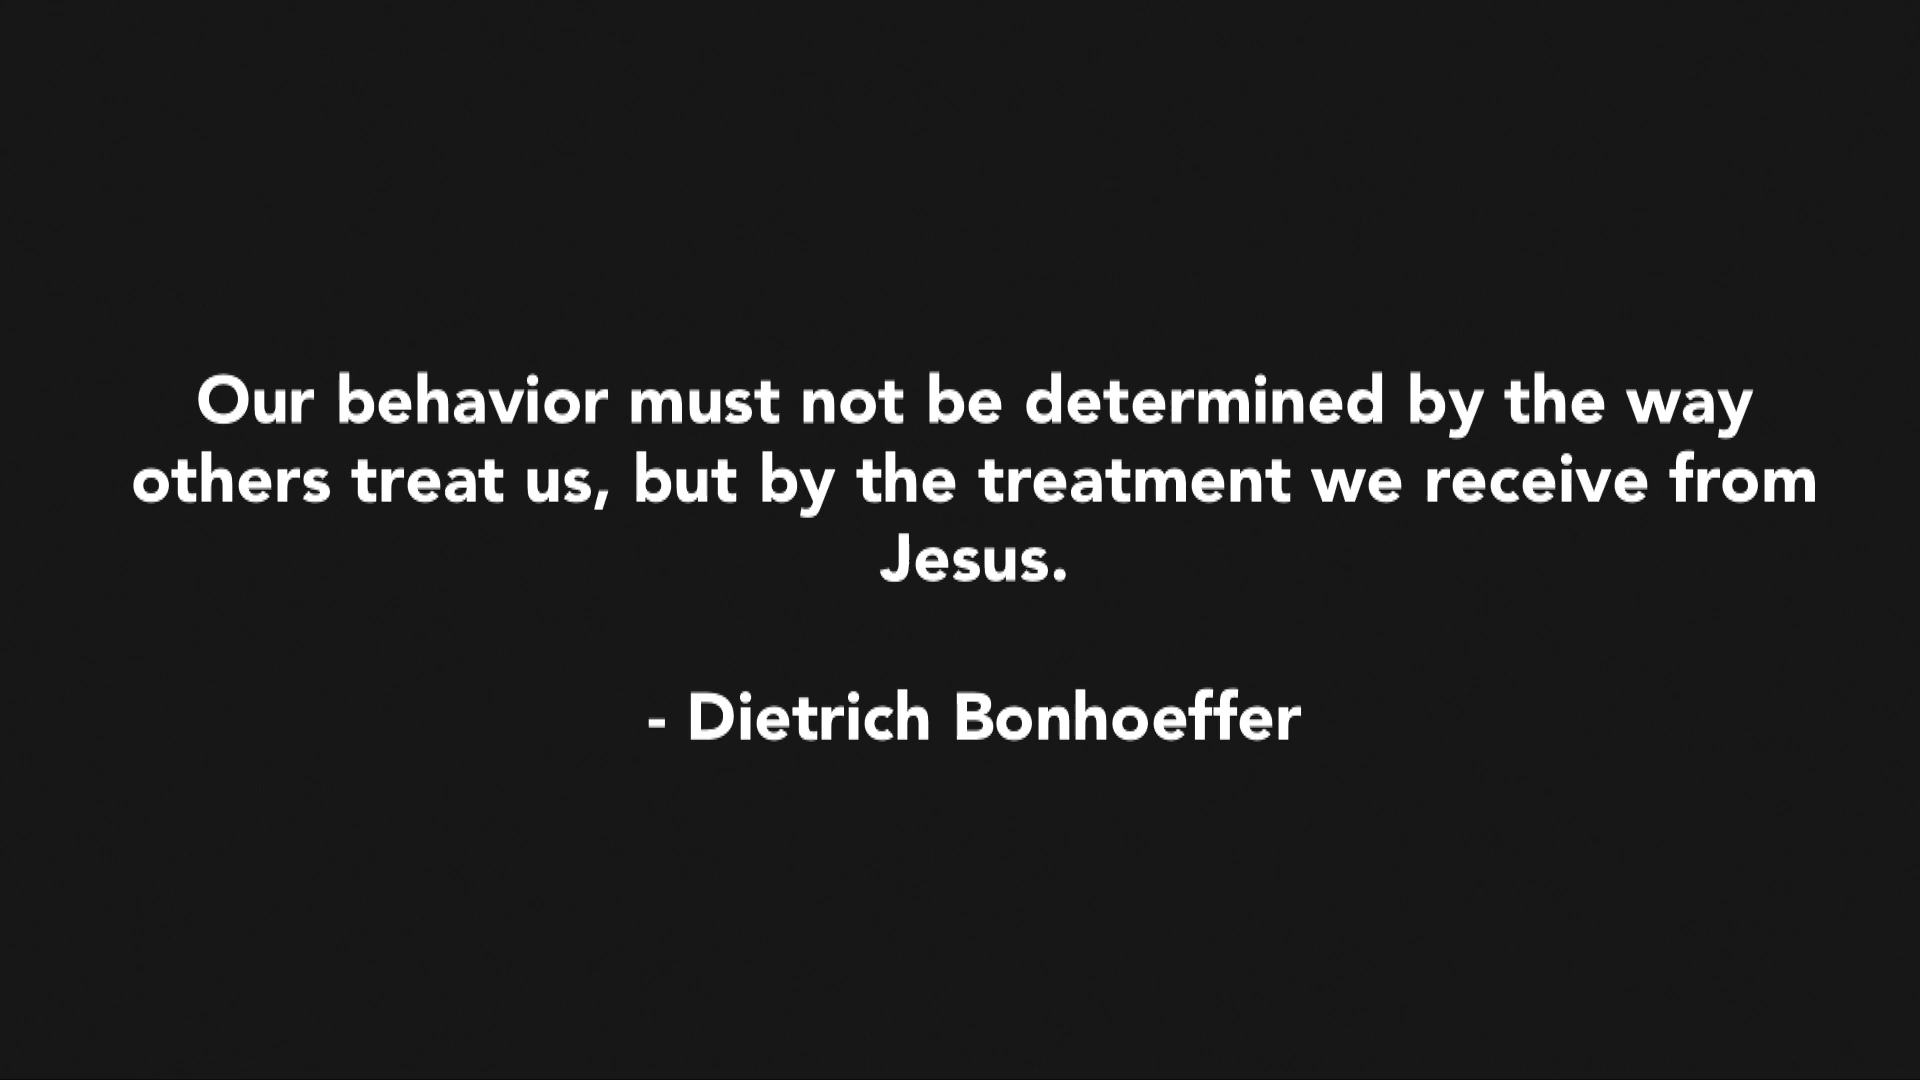 Our behavior must not be determined by the way
others treat us, but by the treatment we receive from
Jesus.
- Dietrich Bonhoeffer